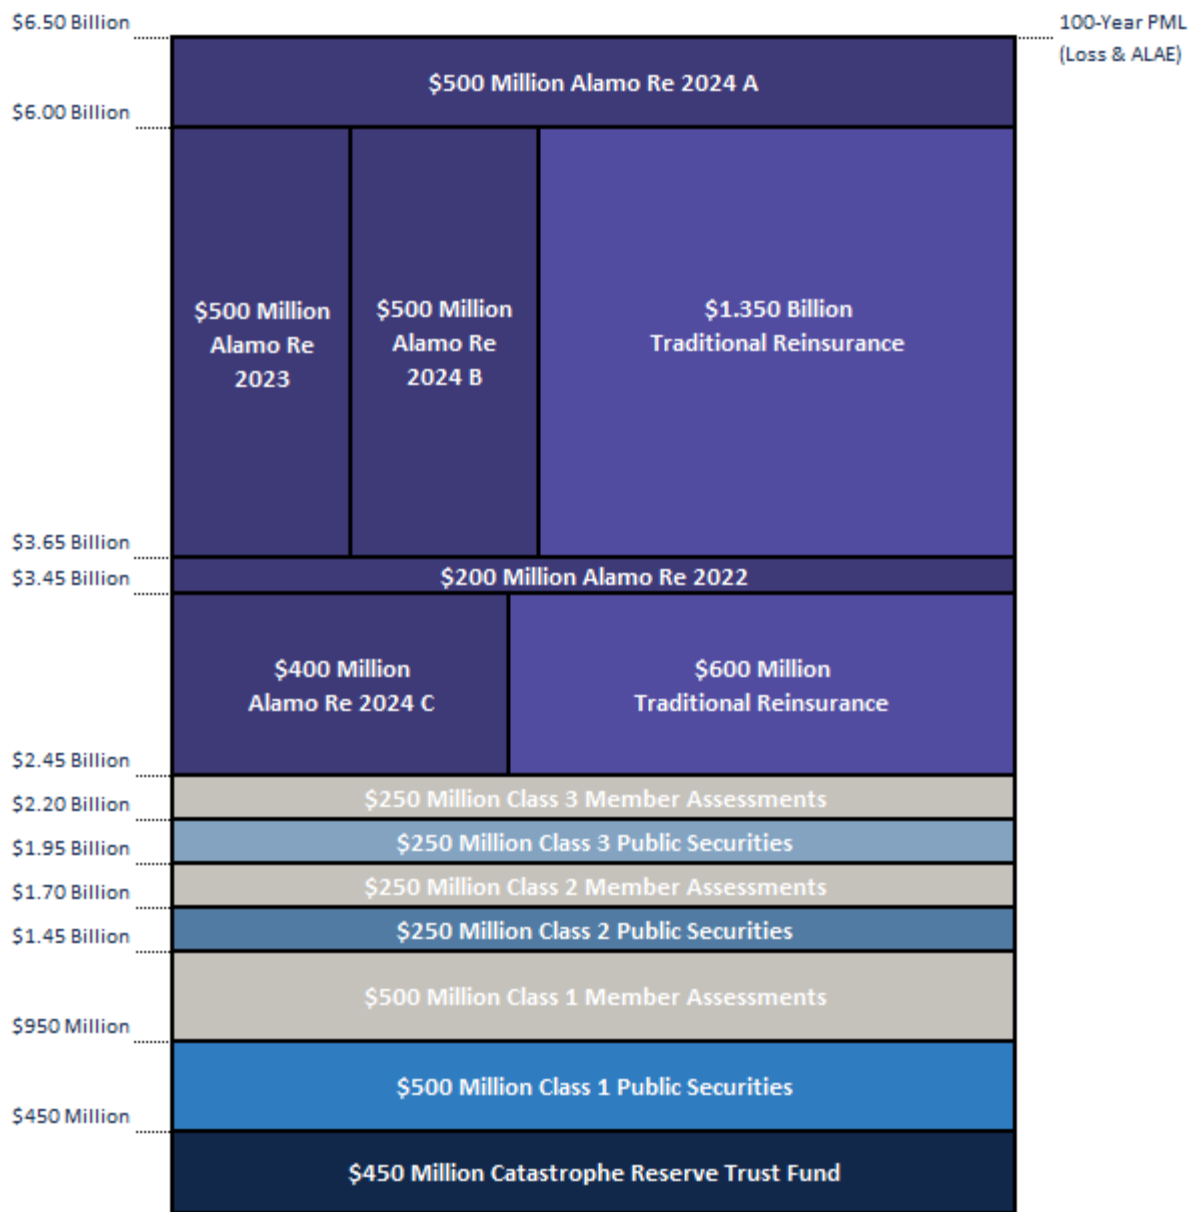 $6.50 Billion
100-Year PML
(Loss & ALAE)
$500 Million Alamo Re 2024 A
$6.00 Billion
$500 Million
Alamo Re
2023
$500 Million
Alamo Re
2024 B
$1.350 Billion
Traditional Reinsurance
$3.65 Billion
$200 Million Alamo Re 2022
$3.45 Billion
$400 Million
Alamo Re 2024 C
$600 Million
Traditional Reinsurance
$2.45 Billion
$250 Million Class 3 Member Assessments
$2.20 Billion
$250 Million Class 3 Public Securities
$1.95 Billion
$250 Million Class 2 Member Assessments
$1.70 Billion
$250 Million Class 2 Public Securities
$1.45 Billion
$500 Million Class 1 Member Assessments
$950 Million
$500 Million Class 1 Public Securities
$450 Million
$450 Million Catastrophe Reserve Trust Fund